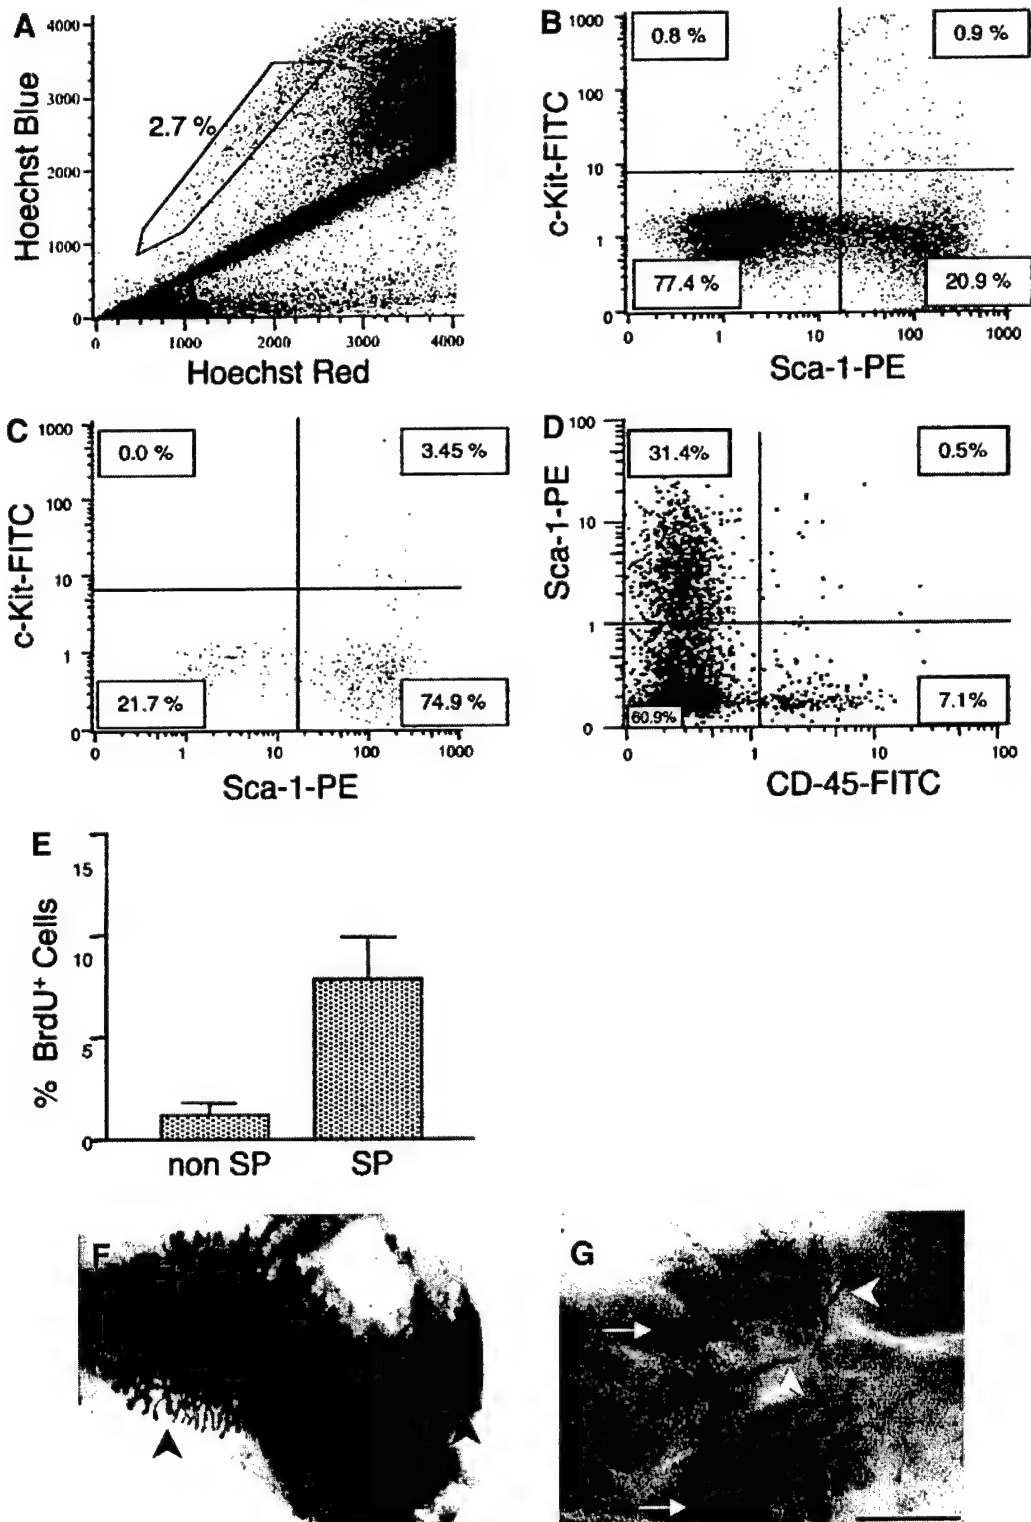 A
4000
3000
2000
1000
0
Hoechst Blue
2.7 %
0 1000 2000 3000 4000
Hoechst Red
B
1000
100
10
1
0
c-Kit-FITC
0.8 %
0.9 %
77.4 %
20.9 %
0 1 10 100 1000
Sca-1-PE
C
1000
100
10
1
0
c-Kit-FITC
0.0 %
3.45 %
21.7 %
74.9 %
0 1 10 100 1000
Sca-1-PE
D
100
10
1
0
Sca-1-PE
31.4%
0.5%
60.9%
7.1%
0 1 10 100
CD-45-FITC
E
15
10
5
0
% BrdU+ Cells
non SP
SP
F
G